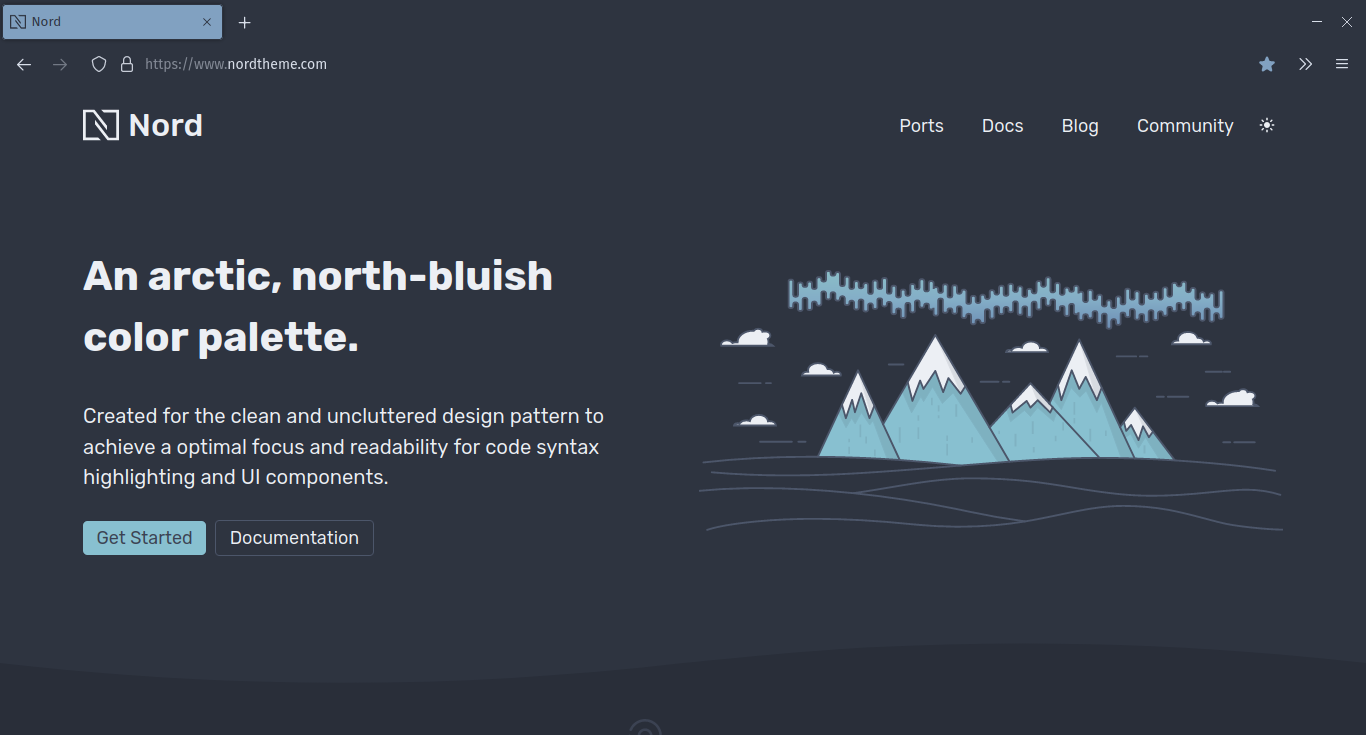 Nord
https://www.nordtheme.com
Nord
Ports Docs Blog Community
An arctic, north-bluish
color palette.
Created for the clean and uncluttered design pattern to
achieve a optimal focus and readability for code syntax
highlighting and UI components.
Get Started Documentation